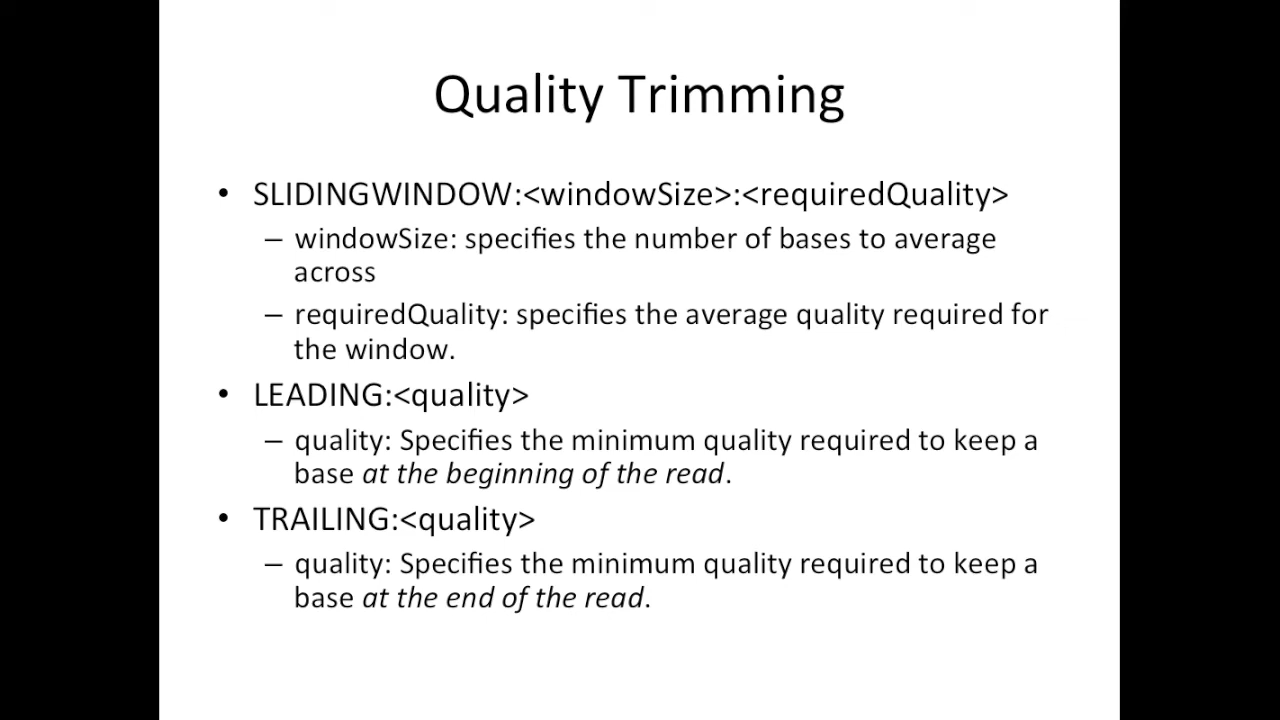 Quality Trimming
• SLIDINGWINDOW:<windowSize>:<requiredQuality>
– windowSize: specifies the number of bases to average
across
– requiredQuality: specifies the average quality required for
the window.
• LEADING:<quality>
– quality: Specifies the minimum quality required to keep a
base at the beginning of the read.
• TRAILING:<quality>
– quality: Specifies the minimum quality required to keep a
base at the end of the read.